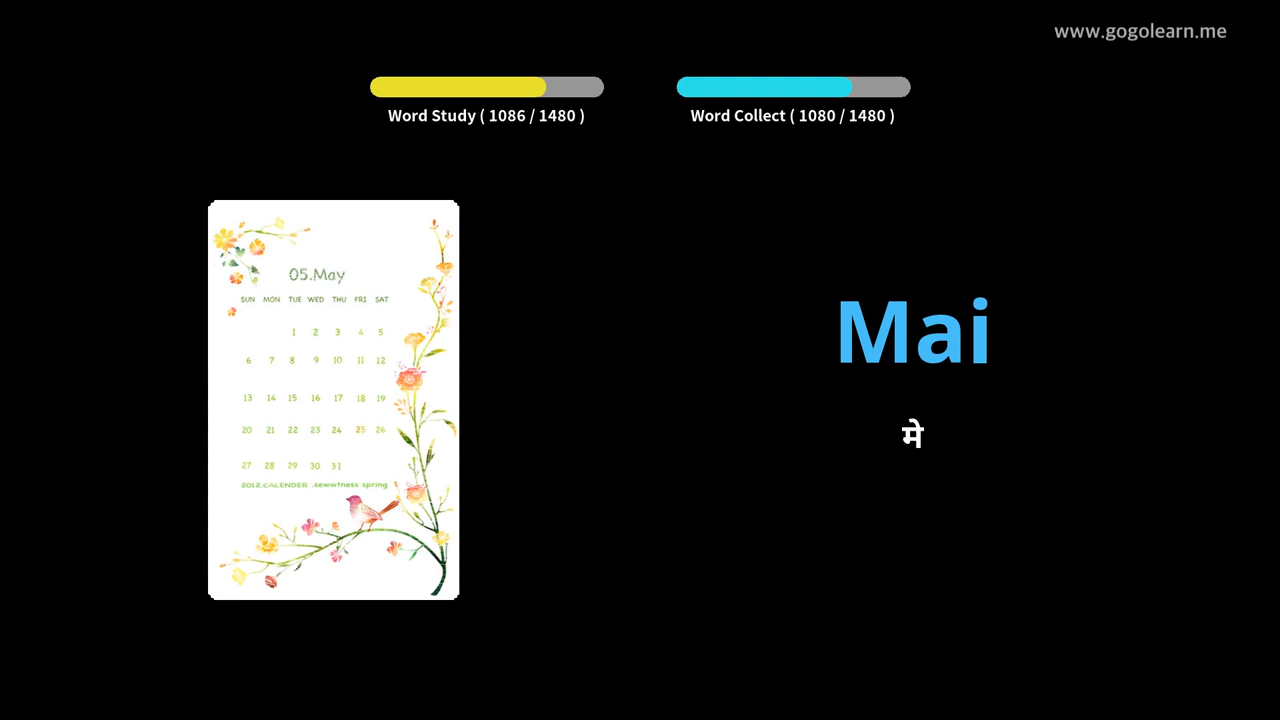 www.gogolearn.me
Word Study ( 1086 / 1480 )
Word Collect ( 1080 / 1480 )
05.May
SUN MON TUE WED THU FRI SAT
1 2 3 4 5
6 7 8 9 10 11 12
13 14 15 16 17 18 19
20 21 22 23 24 25 26
27 28 29 30 31
2012.CALENDER .sewwtness spring
Mai
मे